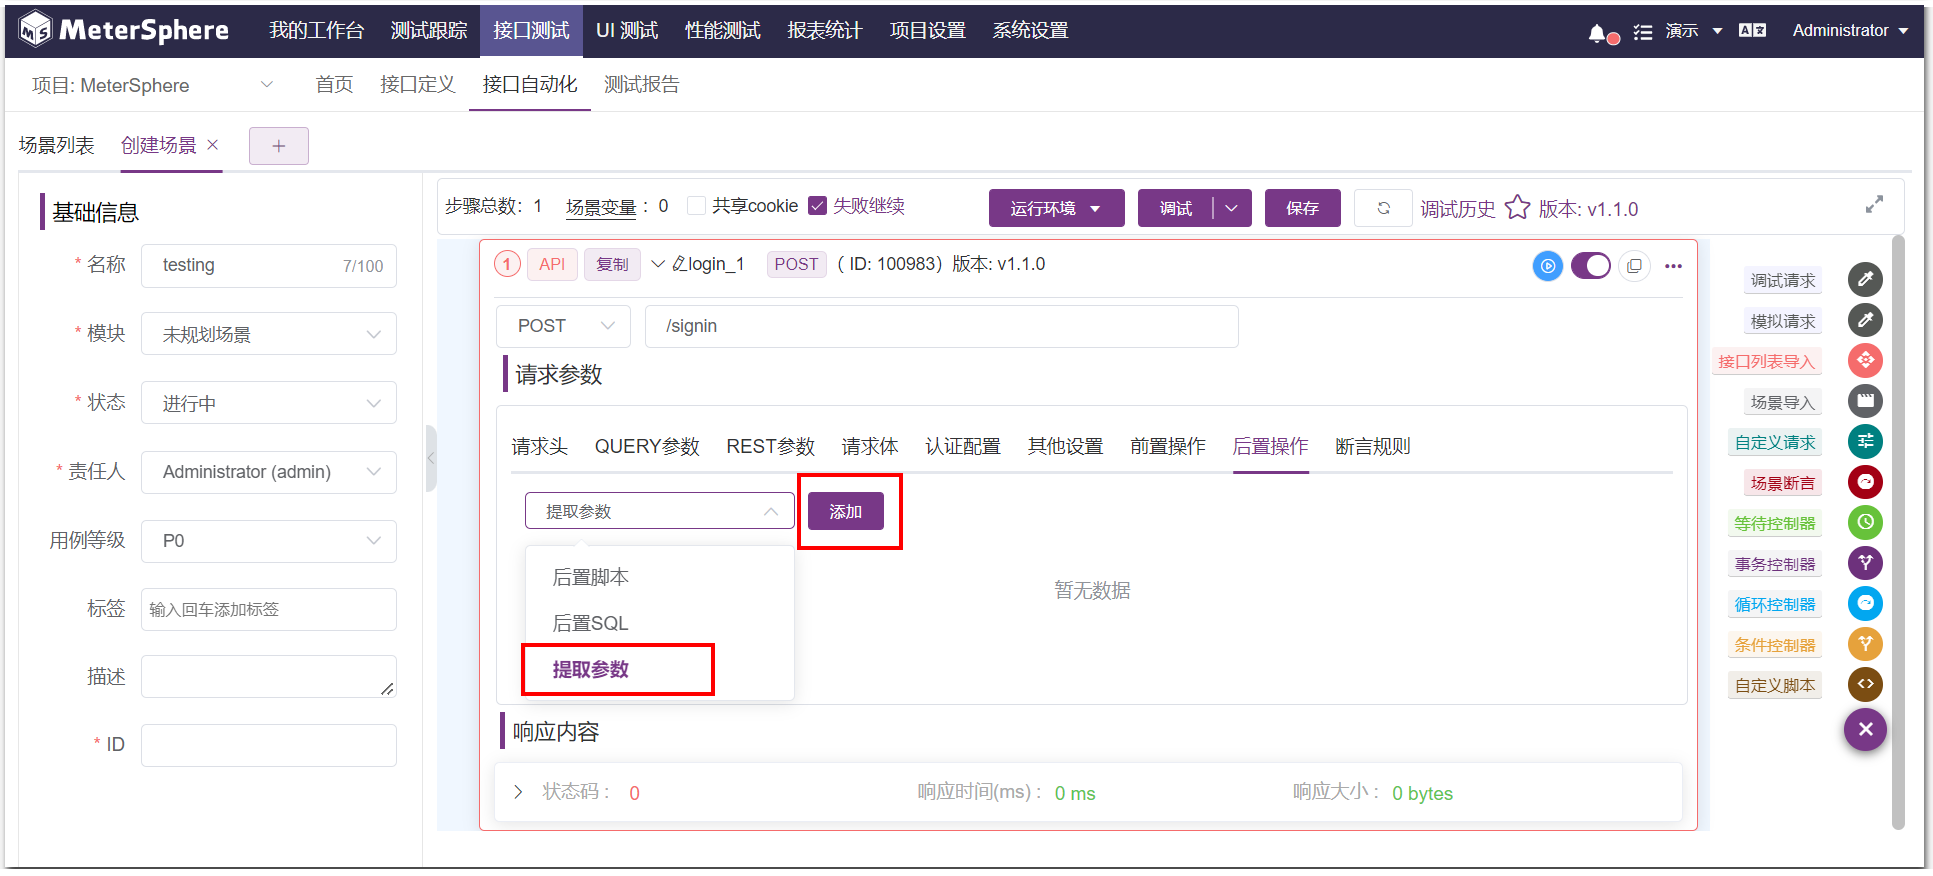 MeterSphere 我的工作台 测试跟踪 接口测试 UI 测试 性能测试 报表统计 项目设置 系统设置 演示 Administrator
项目: MeterSphere 首页 接口定义 接口自动化 测试报告
场景列表 创建场景 × +
基础信息
* 名称 testing 7/100
* 模块 未规划场景
* 状态 进行中
* 责任人 Administrator (admin)
用例等级 P0
标签 输入回车添加标签
描述
* ID
步骤总数: 1 场景变量 : 0 共享cookie 失败继续 运行环境 调试 保存 调试历史 版本: v1.1.0
1 API 复制 login_1 POST ( ID: 100983) 版本: v1.1.0
POST /signin
请求参数
请求头 QUERY参数 REST参数 请求体 认证配置 其他设置 前置操作 后置操作 断言规则
提取参数 添加
后置脚本
后置SQL
提取参数
暂无数据
响应内容
状态码 : 0 响应时间(ms) : 0 ms 响应大小 : 0 bytes
调试请求
模拟请求
接口列表导入
场景导入
自定义请求
场景断言
等待控制器
事务控制器
循环控制器
条件控制器
自定义脚本